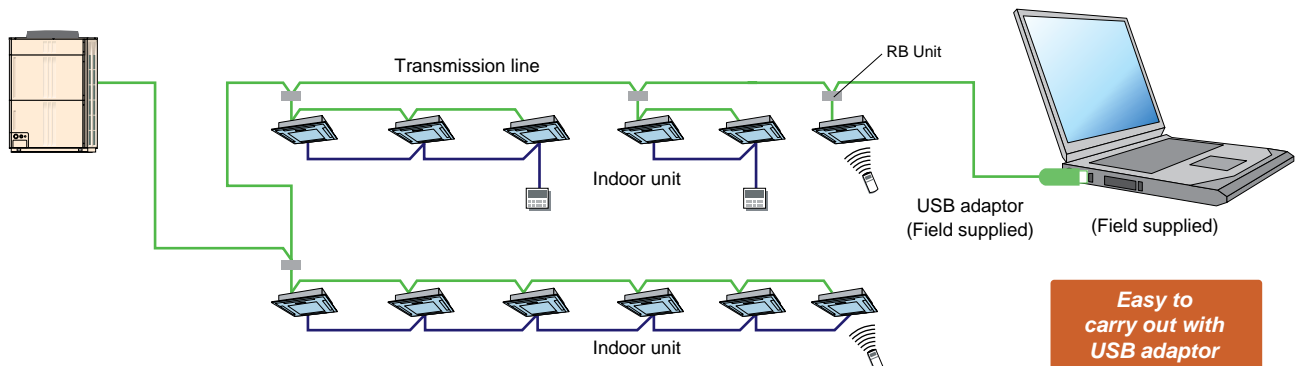 RB Unit
Transmission line
Indoor unit
USB adaptor
(Field supplied)
(Field supplied)
Indoor unit
Easy to
carry out with
USB adaptor